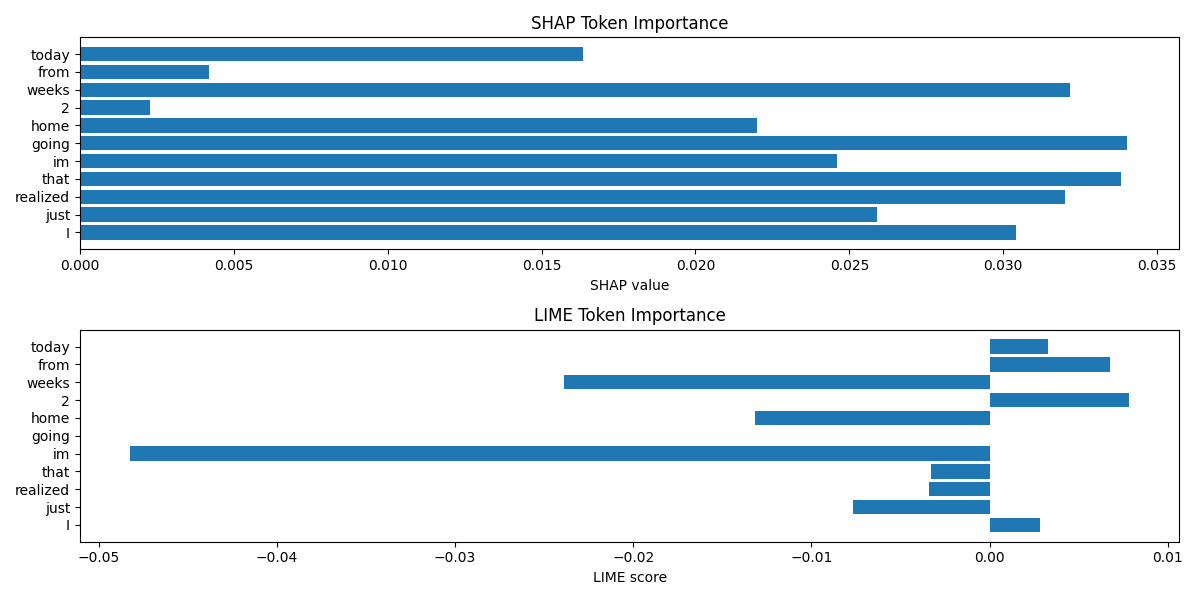 SHAP Token Importance
today
from
weeks
2
home
going
im
that
realized
just
I
0.000 0.005 0.010 0.015 0.020 0.025 0.030 0.035
SHAP value
LIME Token Importance
today
from
weeks
2
home
going
im
that
realized
just
I
−0.05 −0.04 −0.03 −0.02 −0.01 0.00 0.01
LIME score